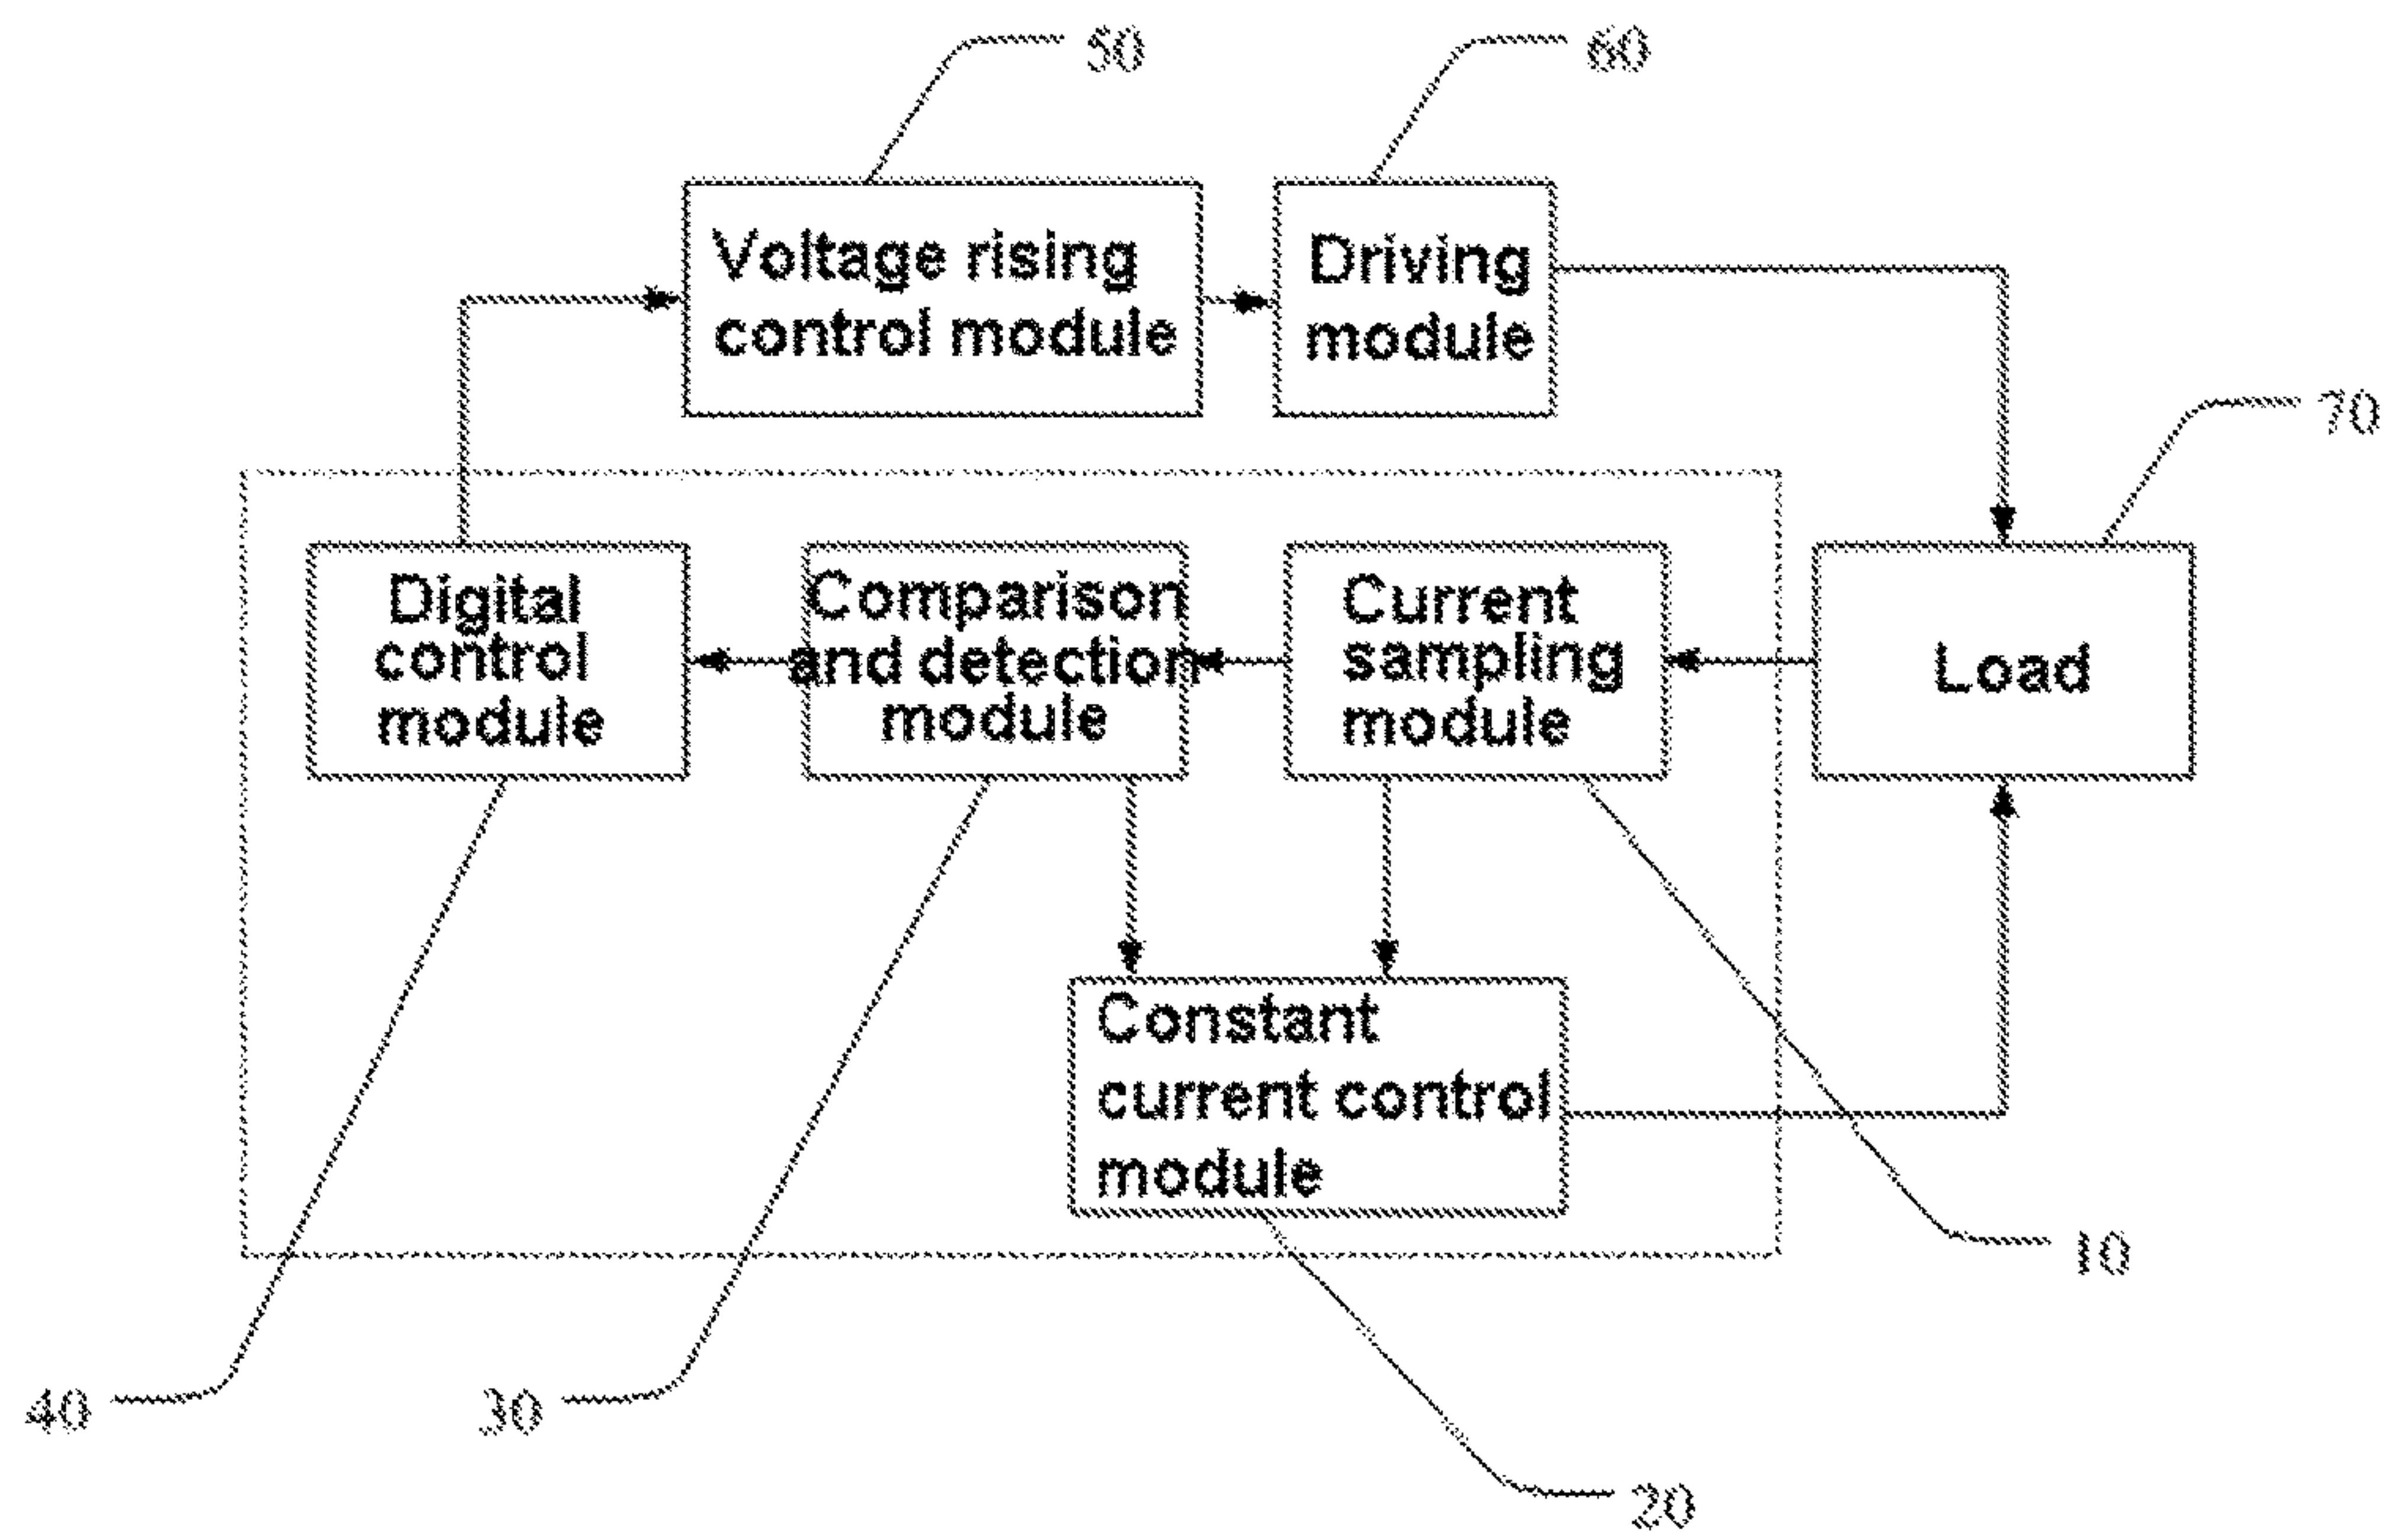 50
60
Voltage rising
control module
Driving
module
70
Digital
control
module
Comparison
and detection
module
Current
sampling
module
Load
Constant
current control
module
10
40
30
20